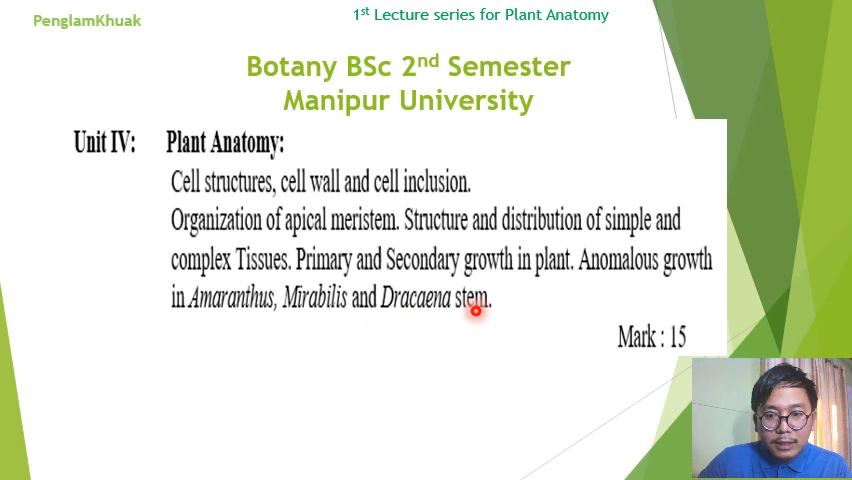 PenglamKhuak
1st Lecture series for Plant Anatomy
Botany BSc 2nd Semester
Manipur University
Unit IV: Plant Anatomy:
Cell structures, cell wall and cell inclusion.
Organization of apical meristem. Structure and distribution of simple and
complex Tissues. Primary and Secondary growth in plant. Anomalous growth
in Amaranthus, Mirabilis and Dracaena stem.
Mark : 15